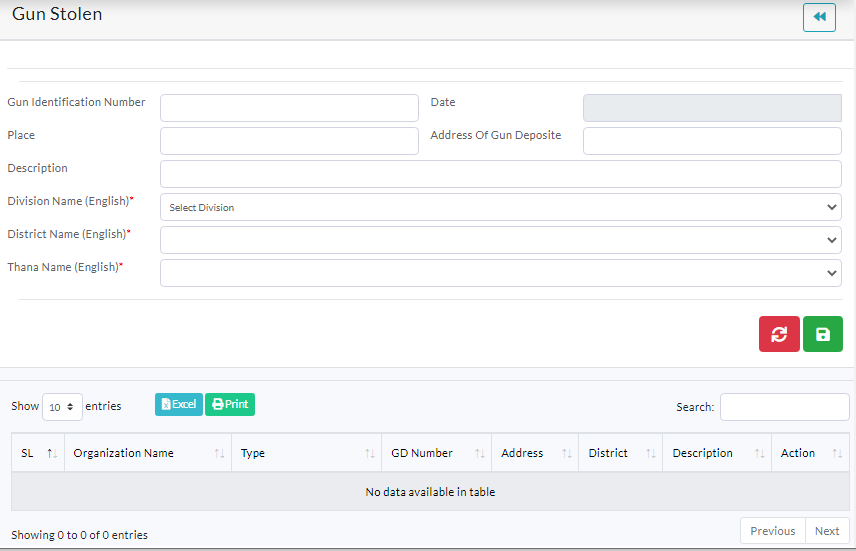 Gun Stolen
Gun Identification Number Date
Place Address Of Gun Deposite
Description
Division Name (English)* Select Division
District Name (English)*
Thana Name (English)*
Show 10 entries Excel Print Search:
SL Organization Name Type GD Number Address District Description Action
No data available in table
Showing 0 to 0 of 0 entries Previous Next